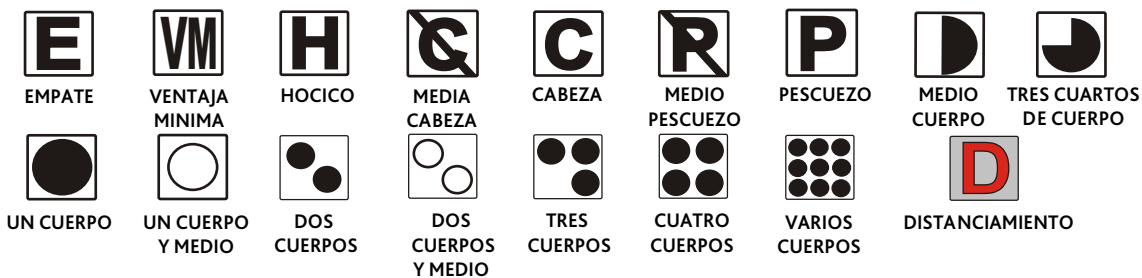 E VM H C C P P
EMPATE VENTAJA HOCICO MEDIA CABEZA MEDIO PESCUEZO MEDIO TRES CUARTOS
MINIMA CABEZA PESCUEZO CUERPO DE CUERPO
D
UN CUERPO UN CUERPO DOS DOS TRES CUATRO VARIOS DISTANCIAMIENTO
Y MEDIO CUERPOS CUERPOS CUERPOS CUERPOS CUERPOS
Y MEDIO